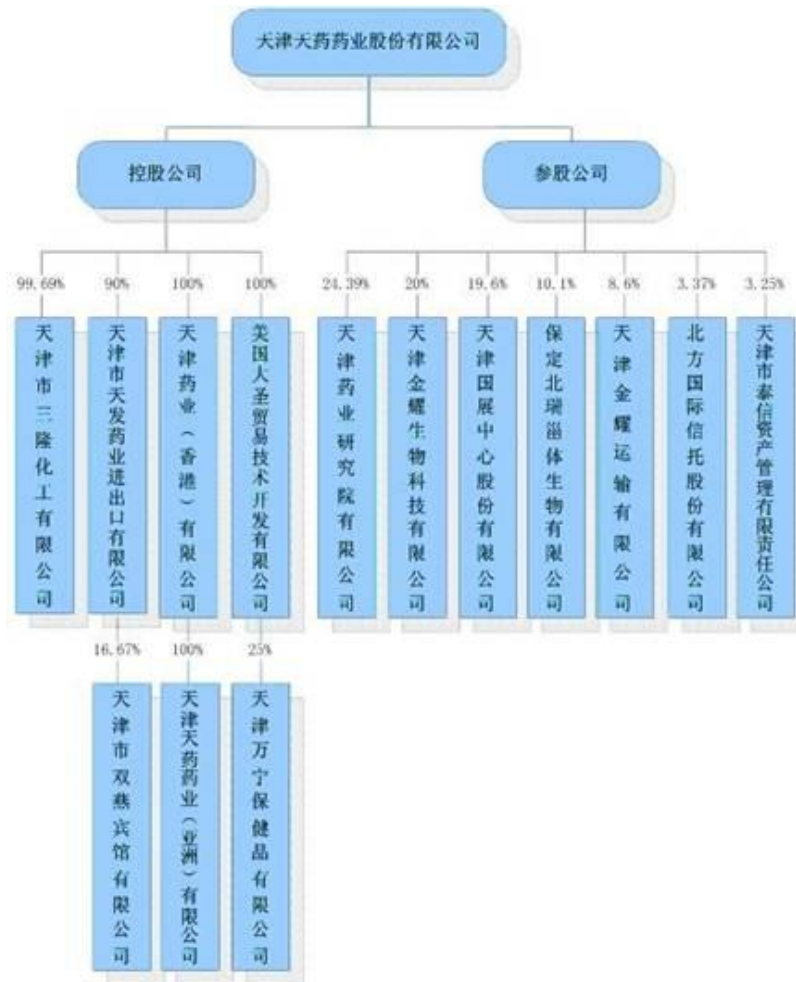 天津天药药业股份有限公司
控股公司
参股公司
99.69%
90%
100%
100%
24.39%
20%
19.6%
10.1%
8.6%
3.37%
3.25%
天津市三隆化工有限公司
天津市天发药业进出口有限公司
天津药业（香港）有限公司
美国大圣贸易技术开发有限公司
天津药业研究院有限公司
天津金耀生物科技有限公司
天津国展中心股份有限公司
保定北瑞甾体生物有限公司
天津金耀运输有限公司
北方国际信托股份有限公司
天津市泰信资产管理有限责任公司
16.67%
100%
25%
天津市双燕宾馆有限公司
天津天药药业（亚洲）有限公司
天津万宁保健品有限公司